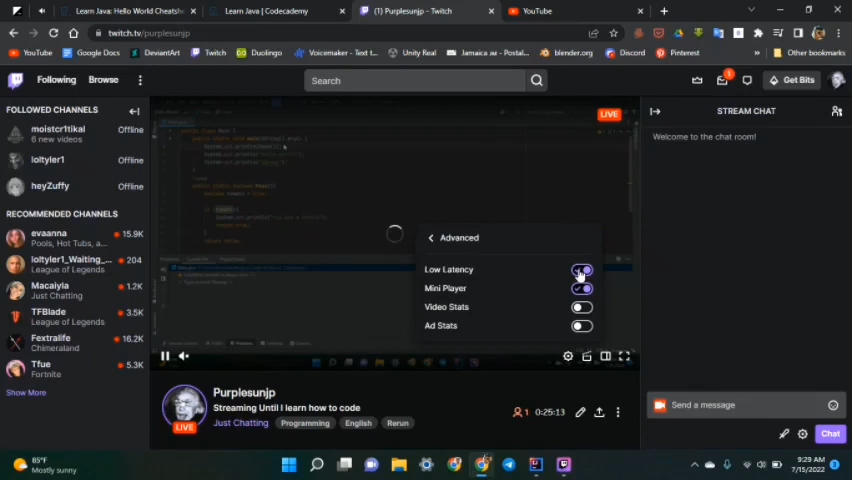 Learn Java: Hello World Cheatshe
Learn Java | Codecademy
(1) Purplesunjp - Twitch
YouTube
twitch.tv/purplesunjp
YouTube
Google Docs
DeviantArt
Twitch
Duolingo
Voicemaker - Text t...
Unity Real
Jamaica لم - Postal...
blender.org
Discord
Pinterest
Other bookmarks
Following
Browse
Search
1
Get Bits
FOLLOWED CHANNELS
moistcr1tikal
Offline
6 new videos
loltyler1
Offline
heyZuffy
Offline
RECOMMENDED CHANNELS
evaanna
15.9K
Pools, Hot Tubs, a...
loltyler1_Waiting_...
204
League of Legends
Macaiyla
1.2K
Just Chatting
TFBlade
3.5K
League of Legends
Fextralife
16.2K
Chimeraland
Tfue
5.3K
Fortnite
Show More
LIVE
Advanced
Low Latency
Mini Player
Video Stats
Ad Stats
LIVE
Purplesunjp
Streaming Until I learn how to code
Just Chatting
Programming
English
Rerun
1
0:25:13
STREAM CHAT
Welcome to the chat room!
Send a message
Chat
85°F
Mostly sunny
9:29 AM
7/15/2022